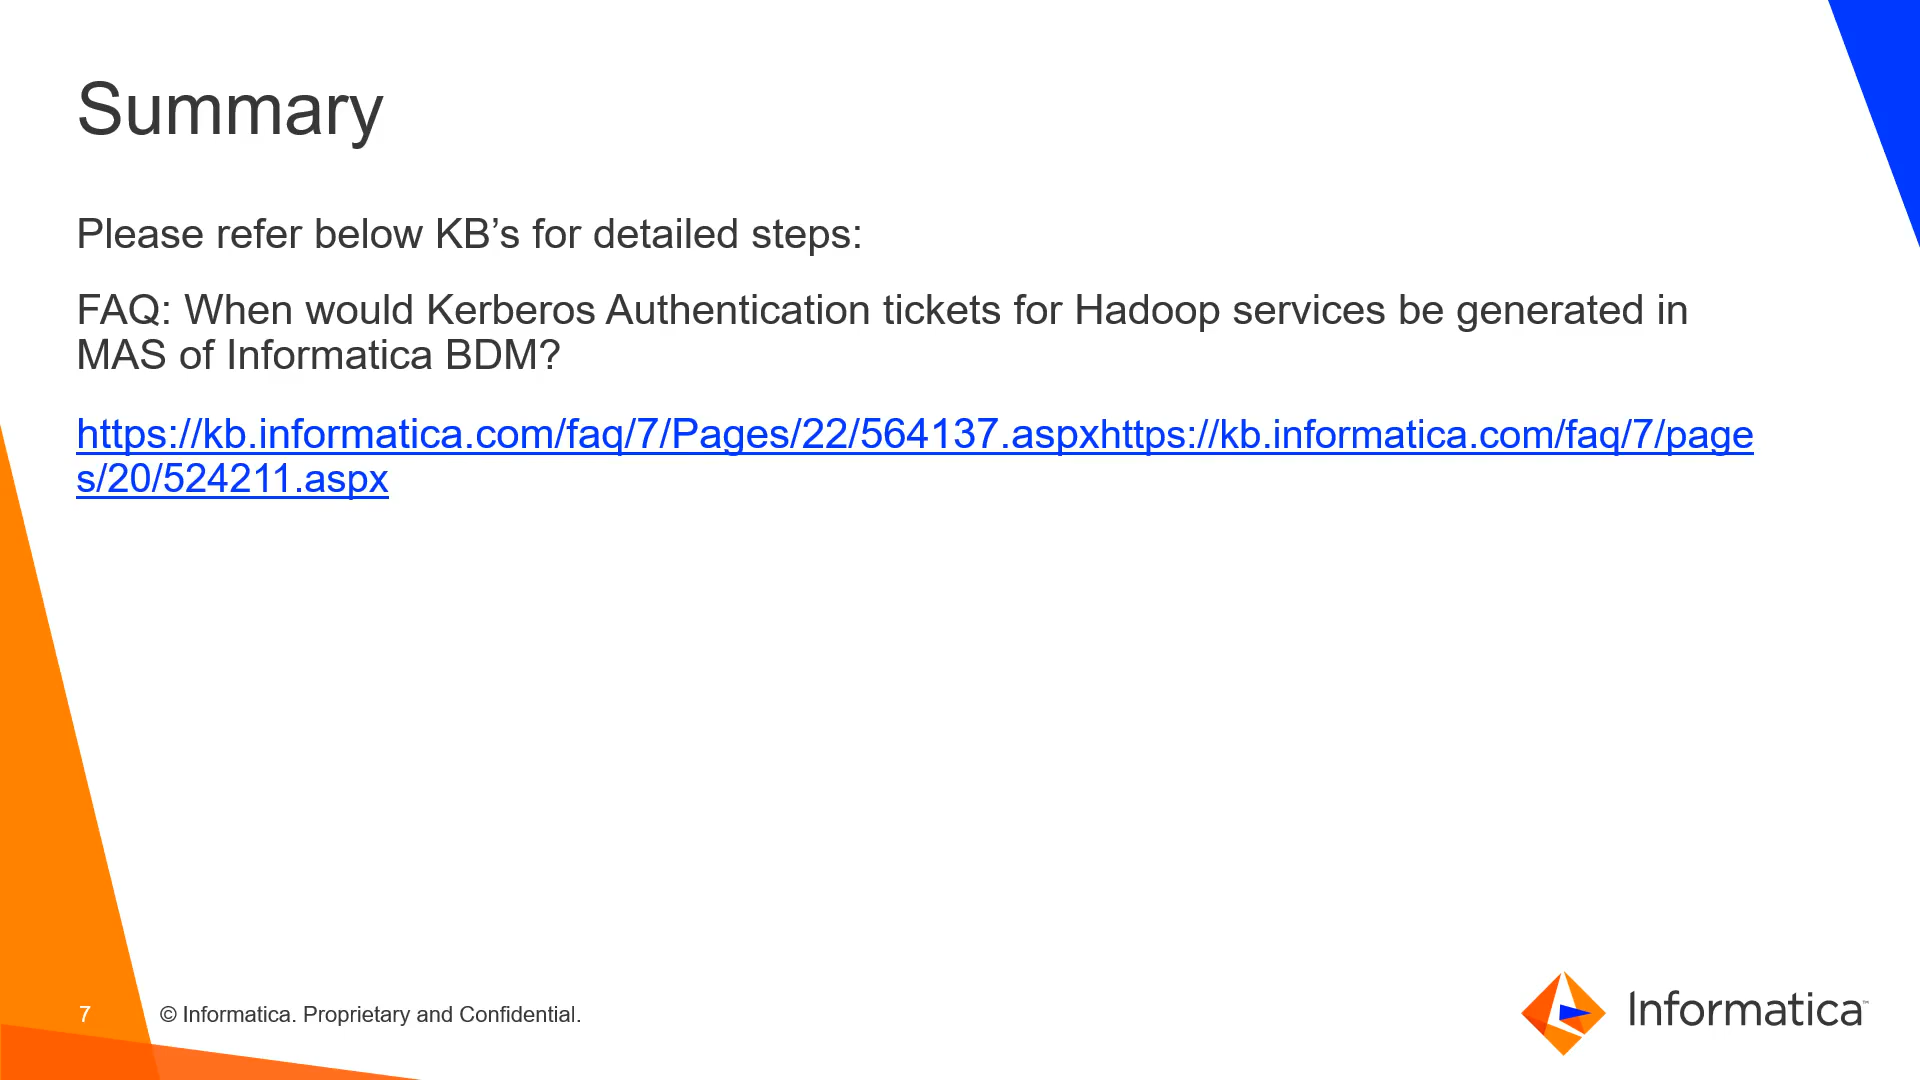 Summary
Please refer below KB’s for detailed steps:
FAQ: When would Kerberos Authentication tickets for Hadoop services be generated in
MAS of Informatica BDM?
https://kb.informatica.com/faq/7/Pages/22/564137.aspxhttps://kb.informatica.com/faq/7/page
s/20/524211.aspx
7
© Informatica. Proprietary and Confidential.
Informatica™